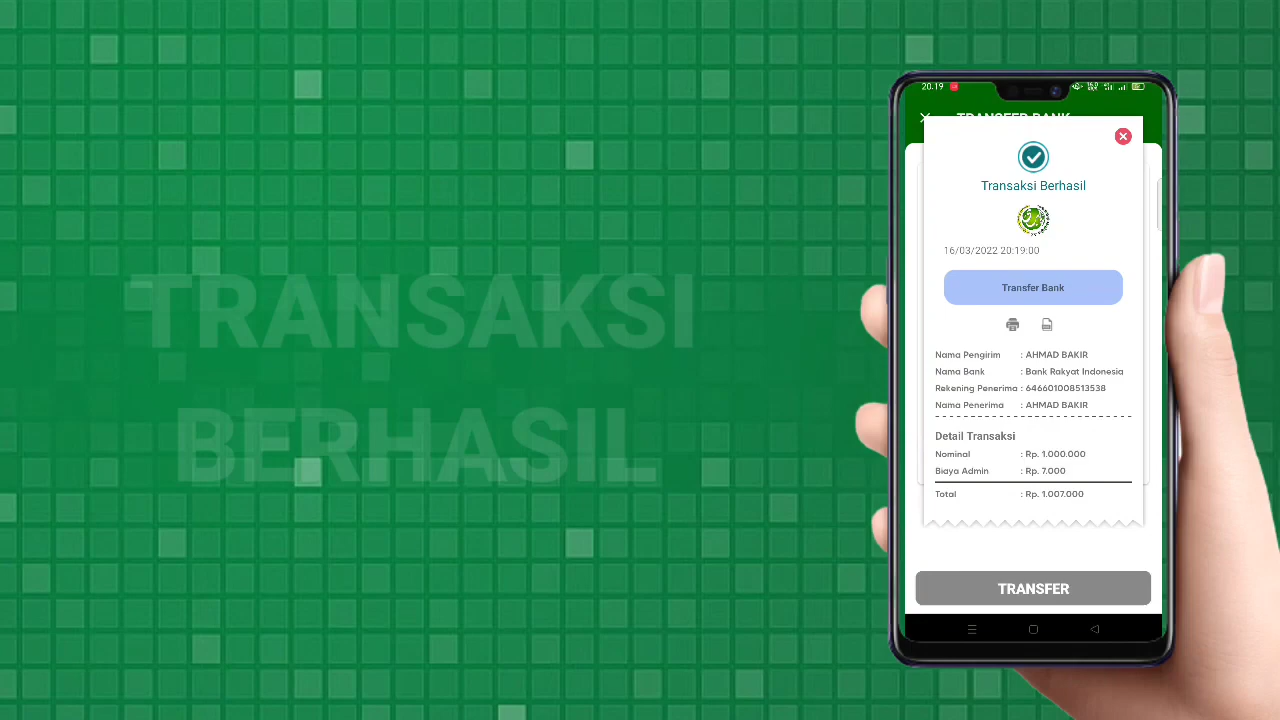 TRANSAKSI
BERHASIL
20.19
TRANSFER BANK
Transaksi Berhasil
16/03/2022 20:19:00
Transfer Bank
Nama Pengirim : AHMAD BAKIR
Nama Bank : Bank Rakyat Indonesia
Rekening Penerima : 646601008513538
Nama Penerima : AHMAD BAKIR
Detail Transaksi
Nominal : Rp. 1.000.000
Biaya Admin : Rp. 7.000
Total : Rp. 1.007.000
TRANSFER